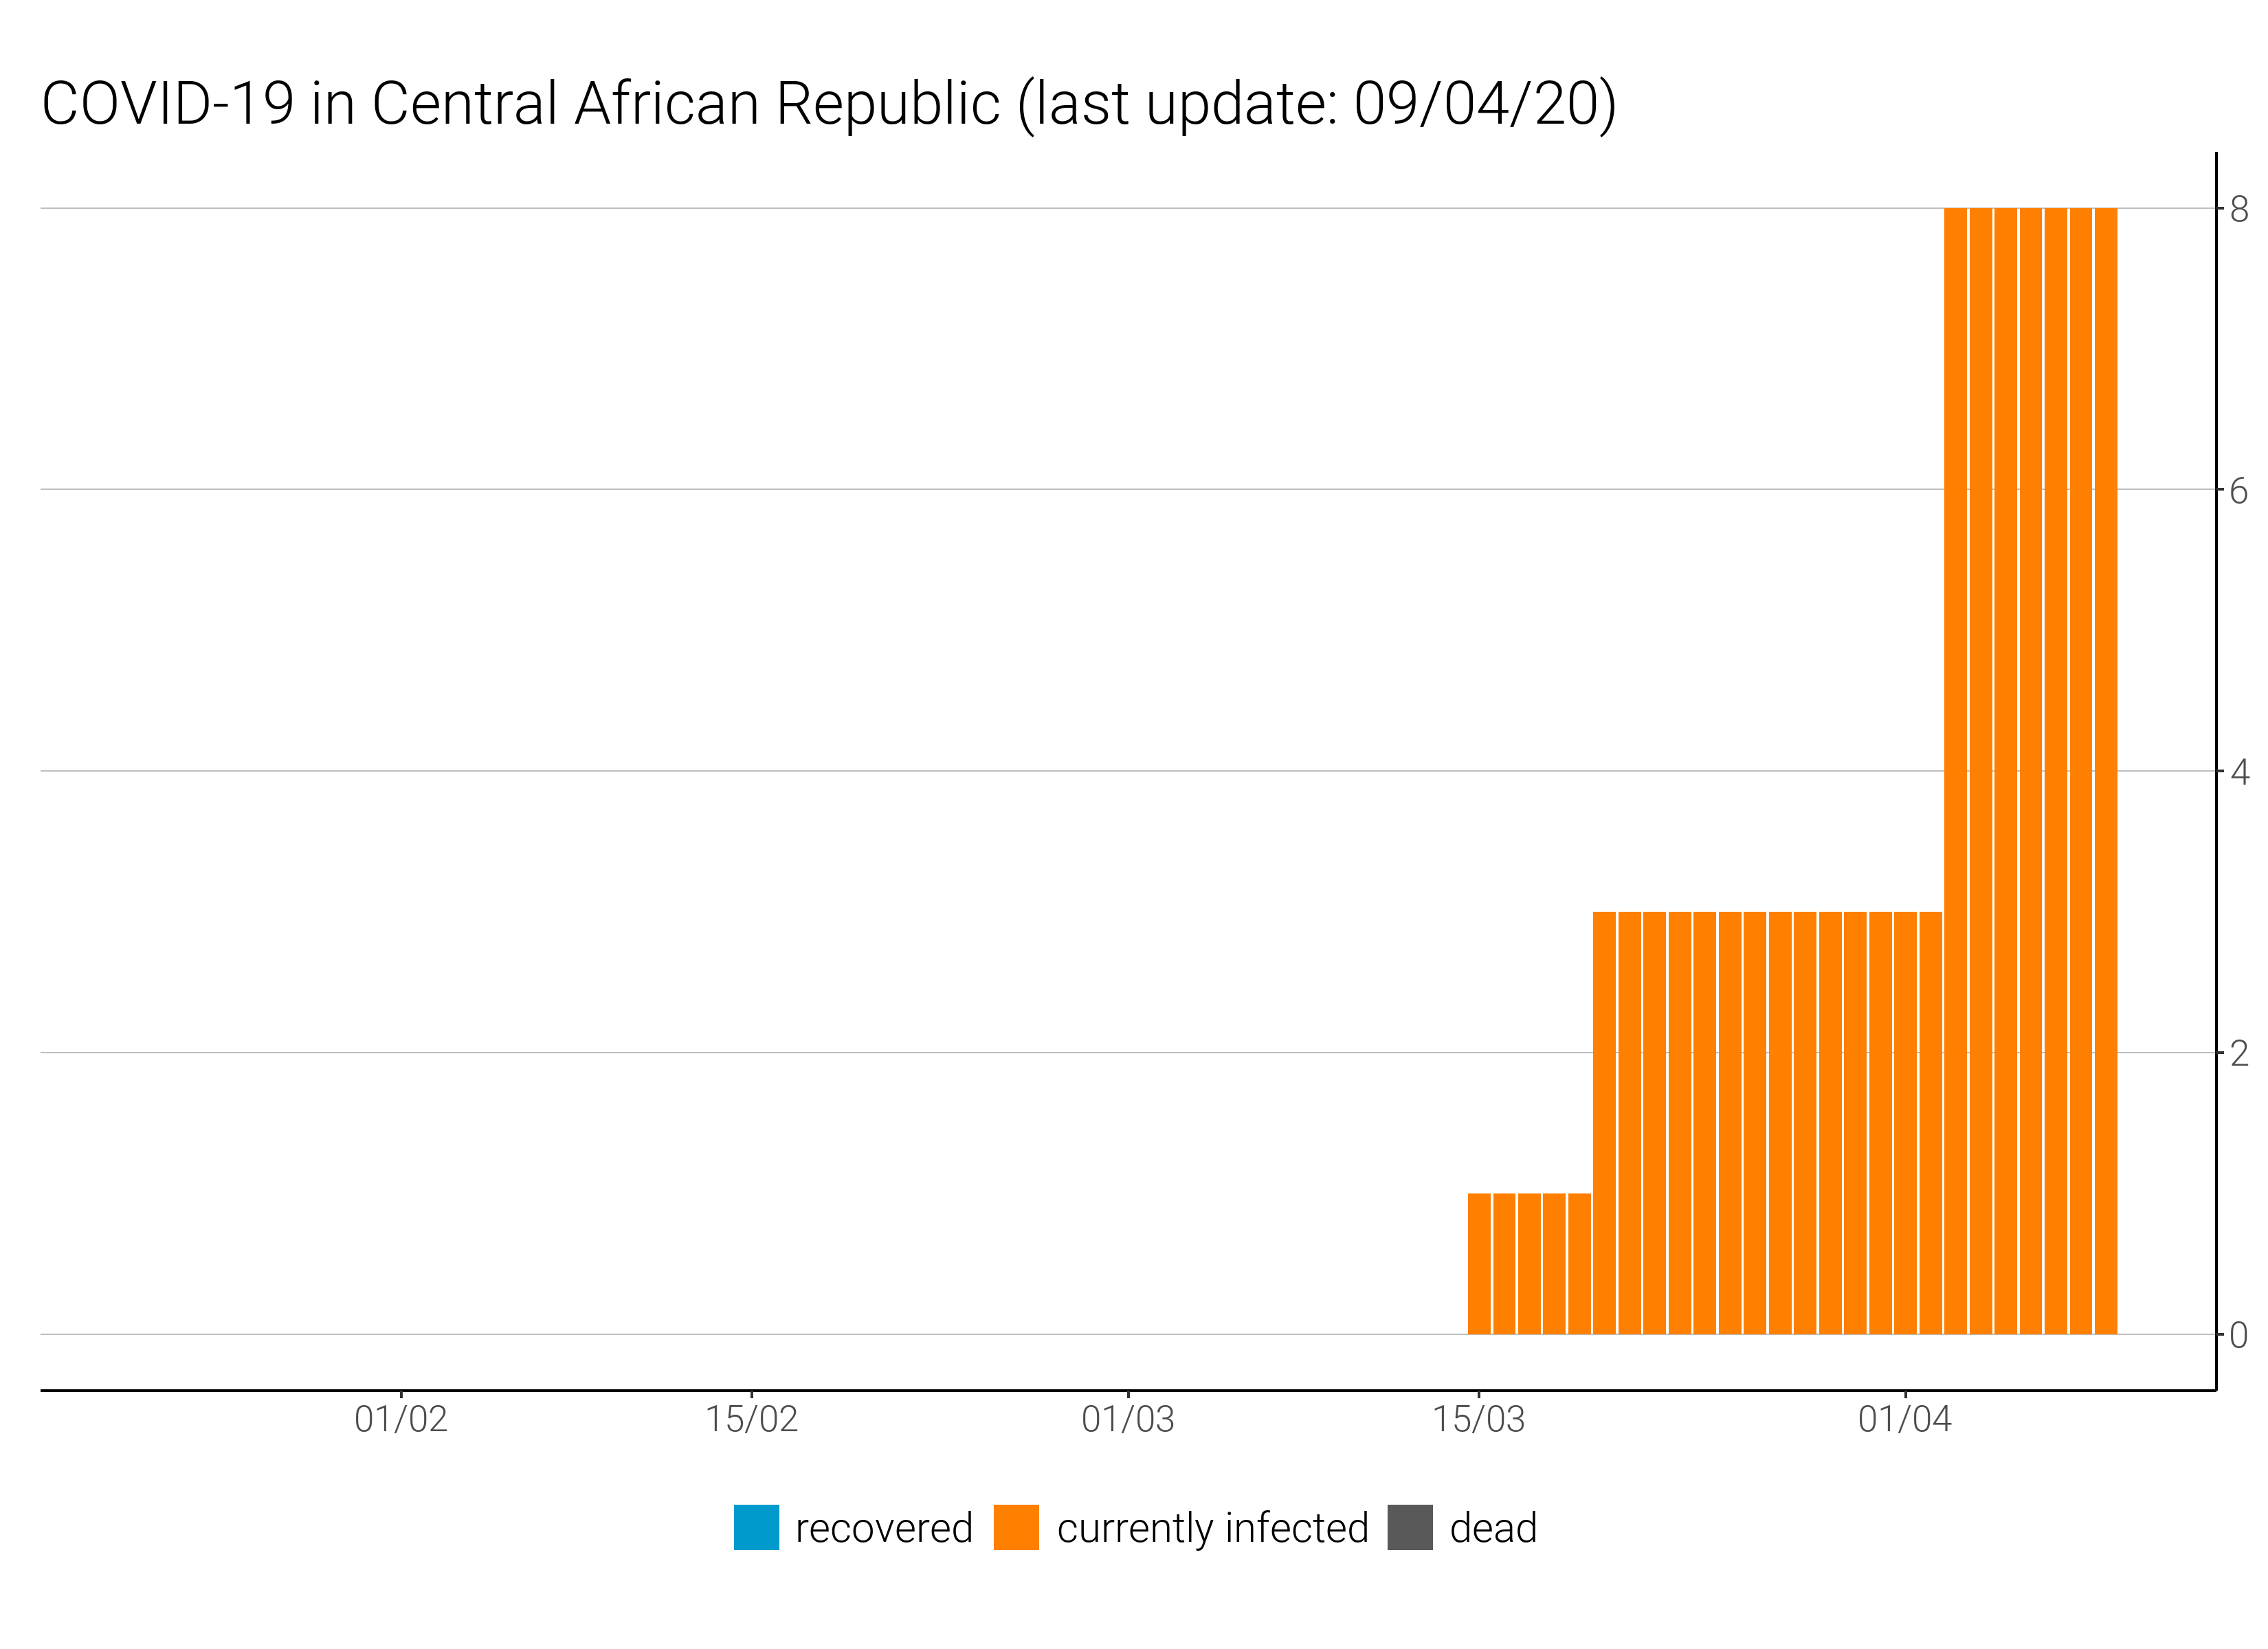 COVID-19 in Central African Republic (last update: 09/04/20)
8
6
4
2
0
01/02 15/02 01/03 15/03 01/04
recovered currently infected dead